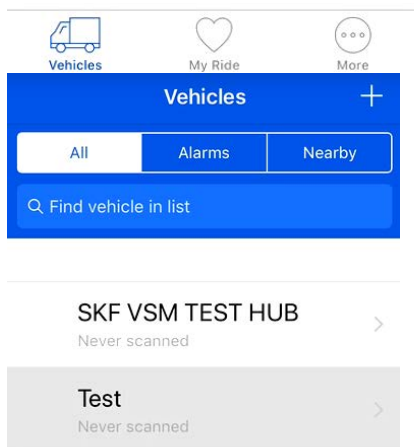 Vehicles My Ride More
Vehicles
All Alarms Nearby
Find vehicle in list
SKF VSM TEST HUB
Never scanned
Test
Never scanned